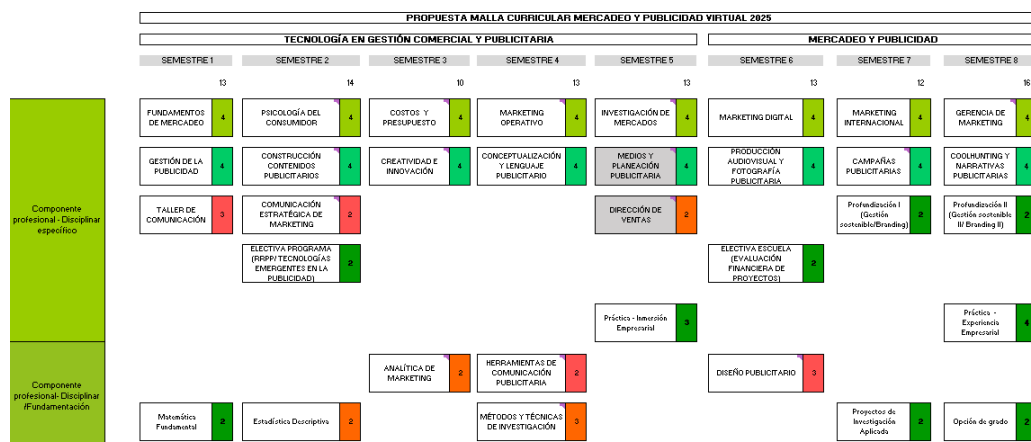 PROPUESTA MALLA CURRICULAR MERCADEO Y PUBLICIDAD VIRTUAL 2025
TECNOLOGÍA EN GESTIÓN COMERCIAL Y PUBLICITARIA
MERCADEO Y PUBLICIDAD
SEMESTRE 1
SEMESTRE 2
SEMESTRE 3
SEMESTRE 4
SEMESTRE 5
SEMESTRE 6
SEMESTRE 7
SEMESTRE 8
13
14
10
13
13
13
12
16
Componente
profesional - Disciplinar
específico
FUNDAMENTOS
DE MERCADEO
4
PSICOLOGÍA DEL
CONSUMIDOR
4
COSTOS Y
PRESUPUESTO
4
MARKETING
OPERATIVO
4
INVESTIGACIÓN DE
MERCADOS
4
MARKETING DIGITAL
4
MARKETING
INTERNACIONAL
4
GERENCIA DE
MARKETING
4
GESTIÓN DE LA
PUBLICIDAD
4
CONSTRUCCIÓN
CONTENIDOS
PUBLICITARIOS
4
CREATIVIDAD E
INNOVACIÓN
4
CONCEPTUALIZACIÓN
Y LENGUAJE
PUBLICITARIO
4
MEDIOS Y
PLANEACIÓN
PUBLICITARIA
4
PRODUCCIÓN
AUDIOVISUAL Y
FOTOGRAFÍA
PUBLICITARIA
4
CAMPAÑAS
PUBLICITARIAS
4
COOLHUNTING Y
NARRATIVAS
PUBLICITARIAS
4
TALLER DE
COMUNICACIÓN
3
COMUNICACIÓN
ESTRATÉGICA DE
MARKETING
2
DIRECCIÓN DE
VENTAS
2
Profundización I
(Gestión
sostenible/Branding)
2
Profundización II
(Gestión sostenible
II/ Branding II)
2
ELECTIVA PROGRAMA
(RRPP/ TECNOLOGÍAS
EMERGENTES EN LA
PUBLICIDAD)
2
ELECTIVA ESCUELA
(EVALUACIÓN
FINANCIERA DE
PROYECTOS)
2
Práctica - Inmersión
Empresarial
3
Práctica -
Experiencia
Empresarial
4
Componente
profesional- Disciplinar
/Fundamentación
ANALÍTICA DE
MARKETING
2
HERRAMIENTAS DE
COMUNICACIÓN
PUBLICITARIA
2
DISEÑO PUBLICITARIO
3
Matemática
Fundamental
2
Estadística Descriptiva
2
MÉTODOS Y TÉCNICAS
DE INVESTIGACIÓN
3
Proyectos de
Investigación
Aplicada
2
Opción de grado
2